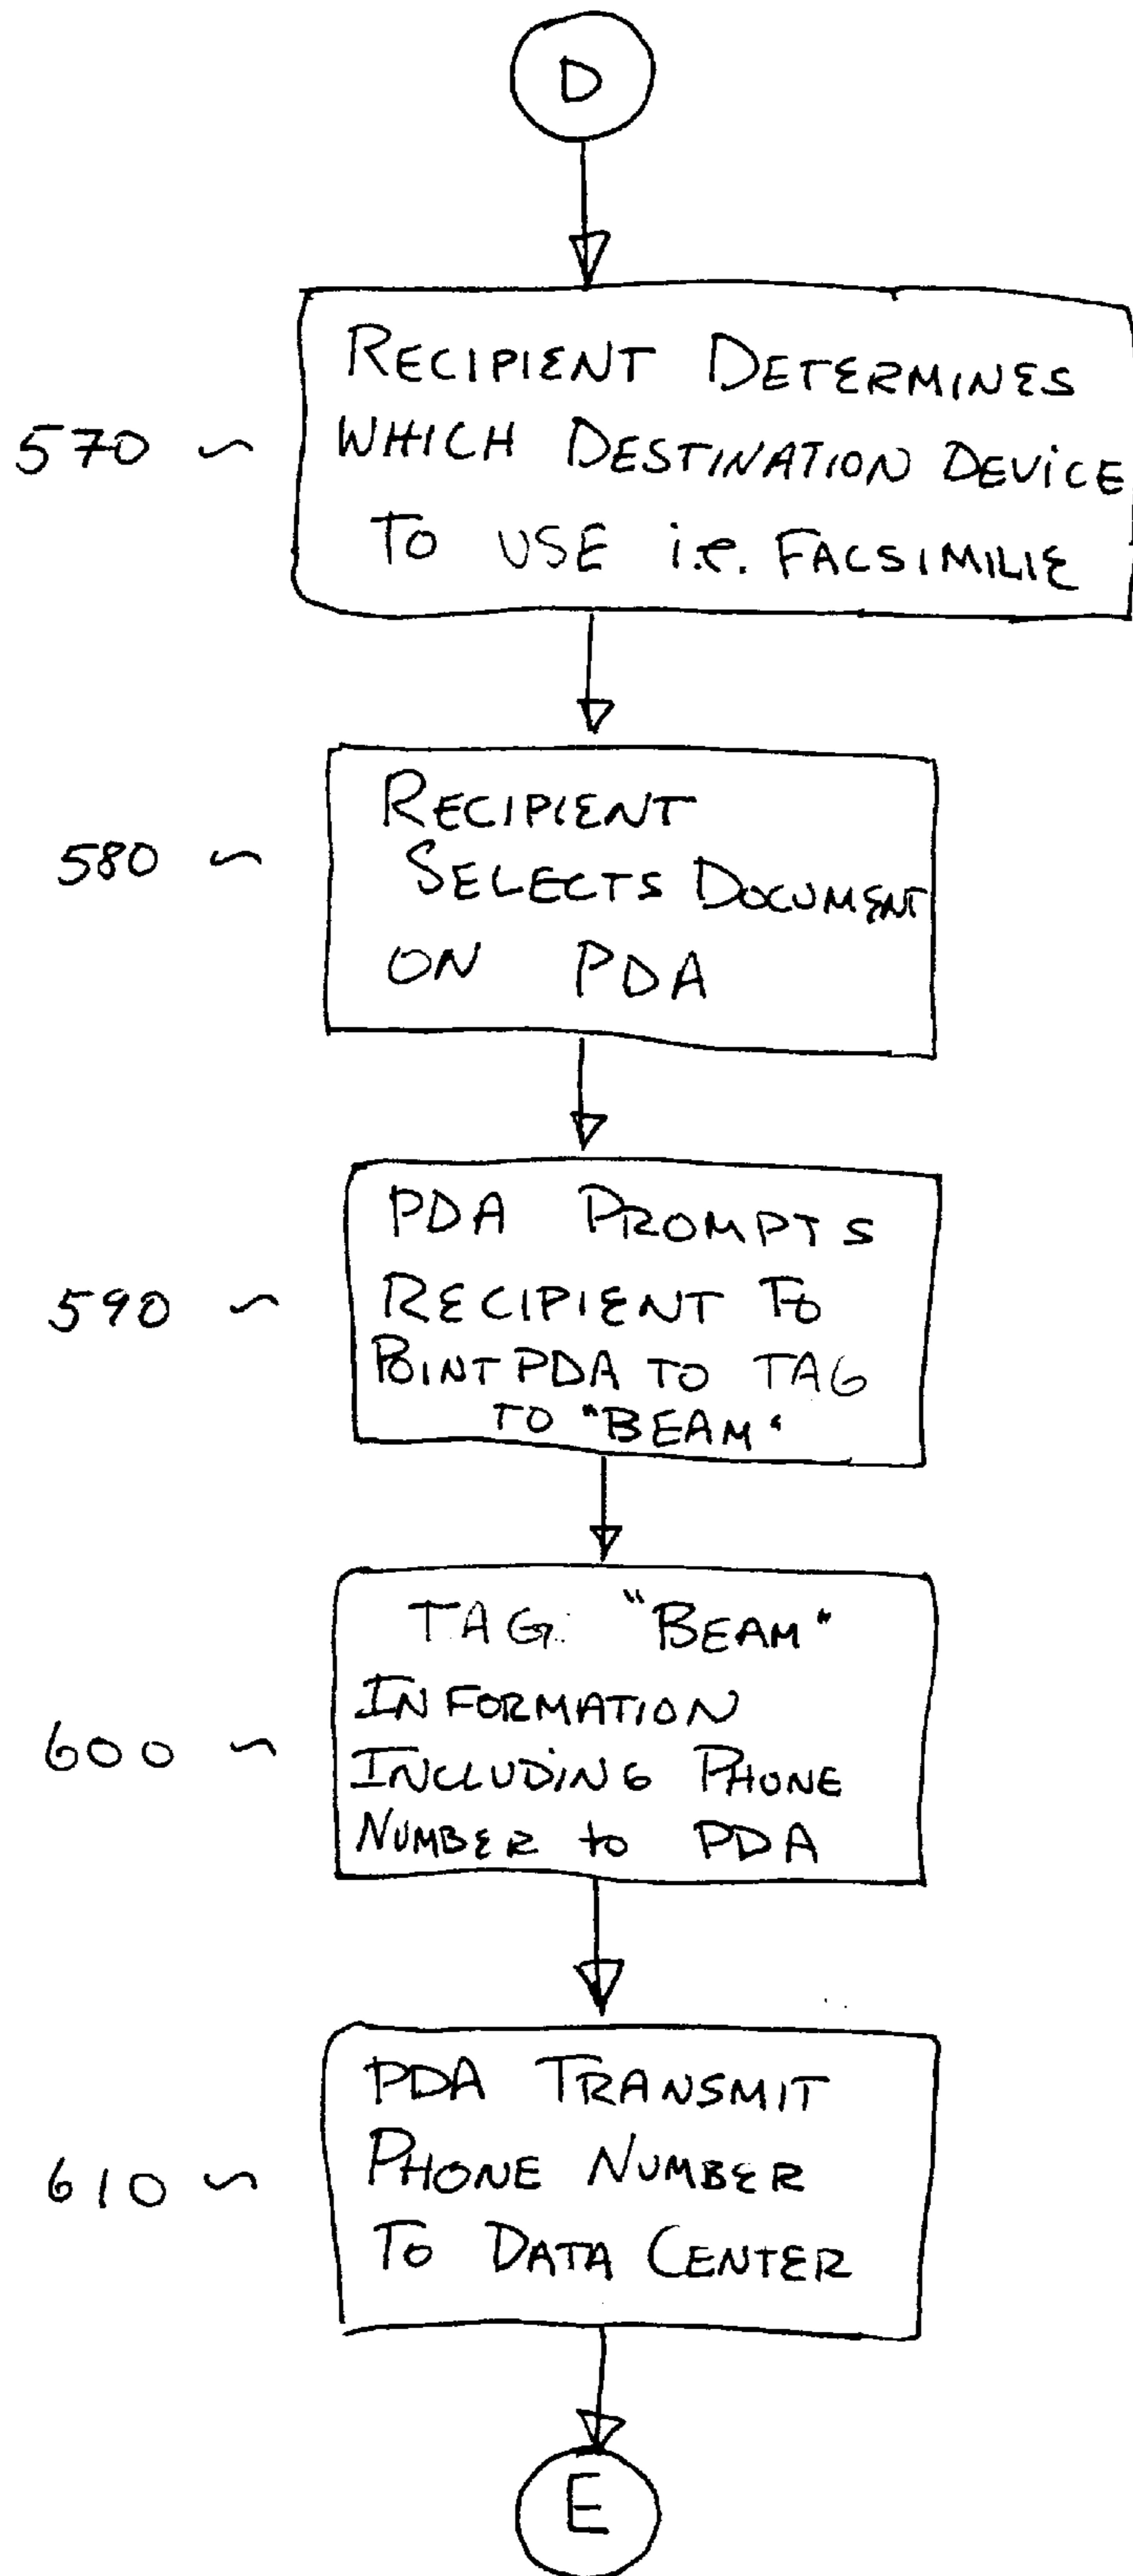 D
RECIPIENT DETERMINES
570 ~ WHICH DESTINATION DEVICE
TO USE i.e. FACSIMILIE
RECIPIENT
580 ~ SELECTS DOCUMENT
ON PDA
PDA PROMPTS
590 ~ RECIPIENT TO
POINT PDA TO TAG
TO "BEAM"
TAG "BEAM"
INFORMATION
600 ~ INCLUDING PHONE
NUMBER to PDA
PDA TRANSMIT
610 ~ PHONE NUMBER
TO DATA CENTER
E